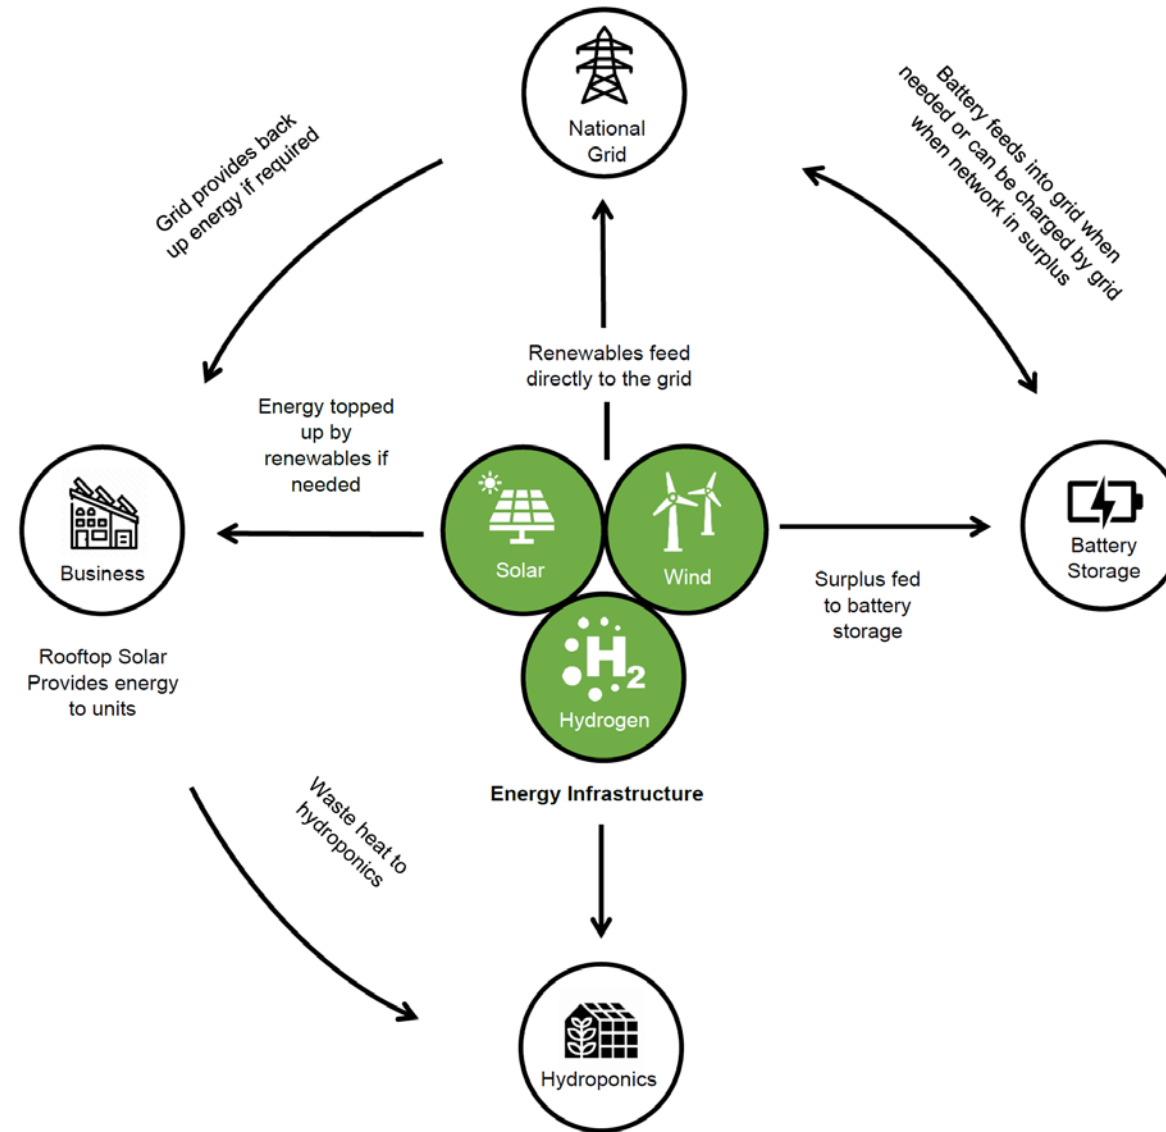 National
Grid
Grid provides back
up energy if required
Battery feeds into grid when
needed or can be charged by grid
when network in surplus
Renewables feed
directly to the grid
Energy topped
up by
renewables if
needed
Business
Solar
Wind
Battery
Storage
Surplus fed
to battery
storage
Rooftop Solar
Provides energy
to units
H2
Hydrogen
Energy Infrastructure
Waste heat to
hydroponics
Hydroponics